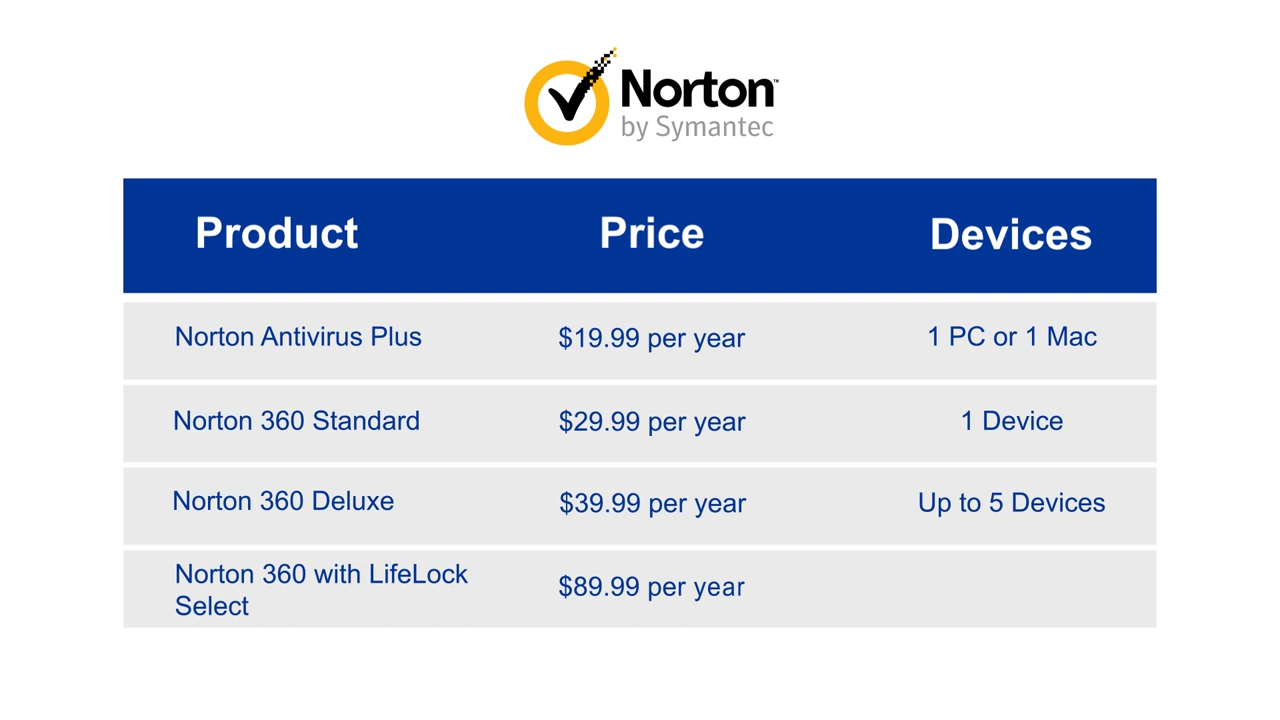 Norton™
by Symantec
Product Price Devices
Norton Antivirus Plus $19.99 per year 1 PC or 1 Mac
Norton 360 Standard $29.99 per year 1 Device
Norton 360 Deluxe $39.99 per year Up to 5 Devices
Norton 360 with LifeLock
Select
$89.99 per year